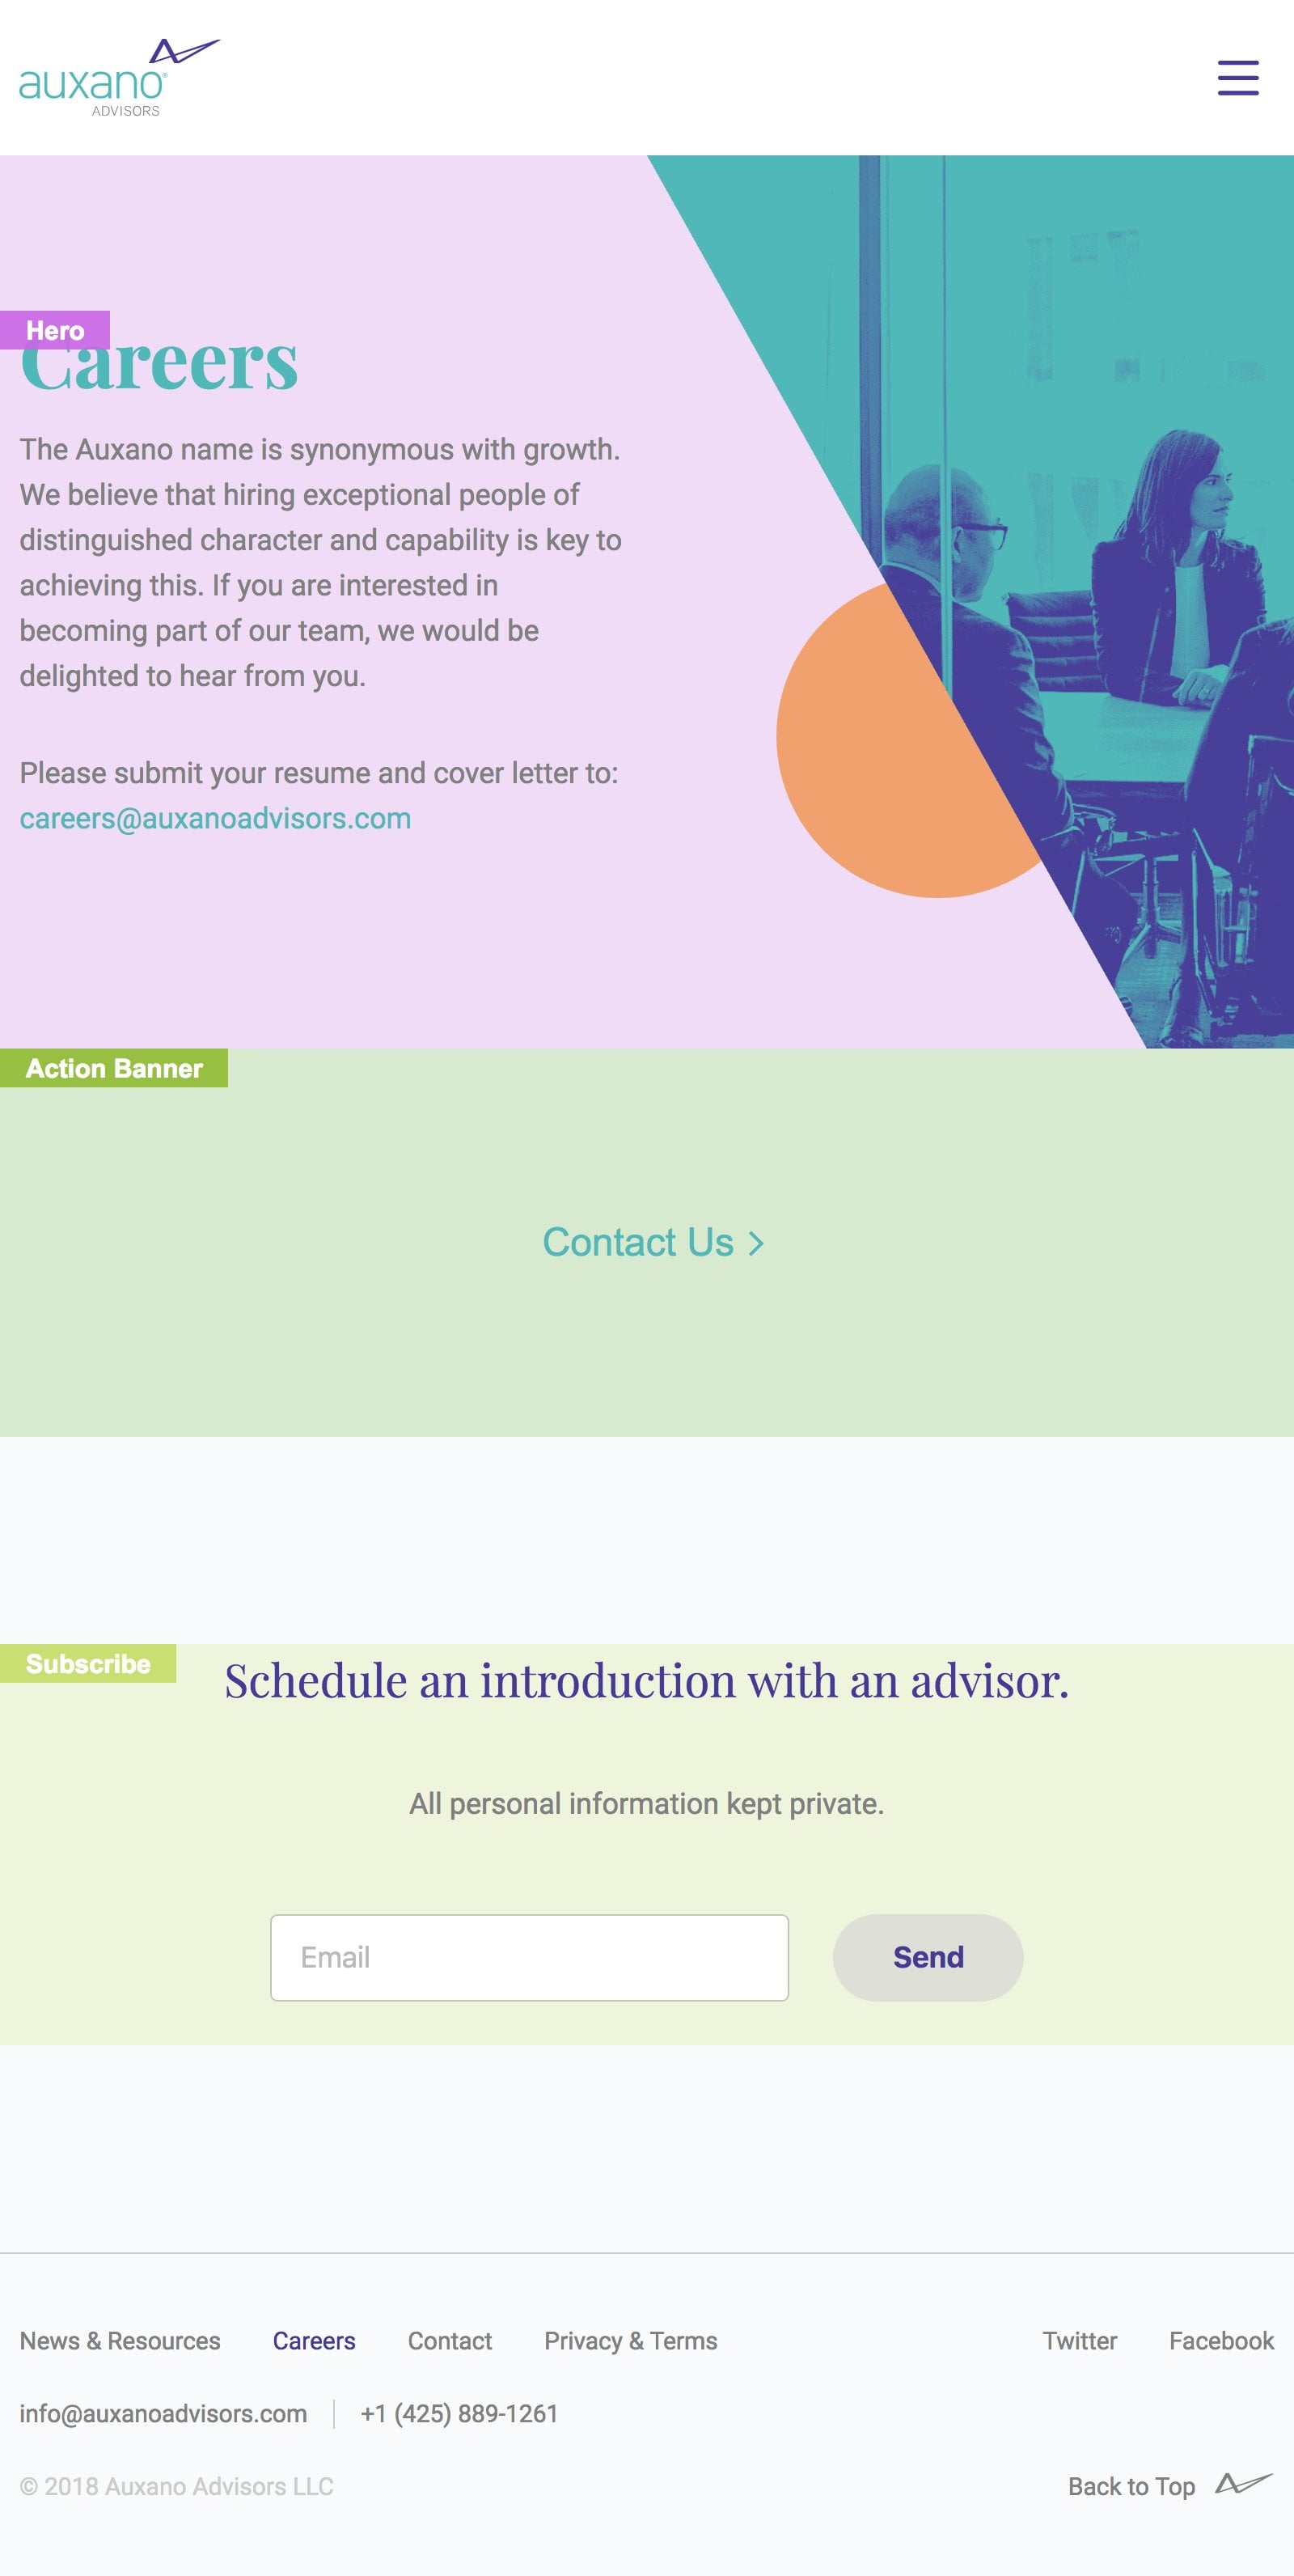 auxano®
ADVISORS
Hero
Careers
The Auxano name is synonymous with growth.
We believe that hiring exceptional people of
distinguished character and capability is key to
achieving this. If you are interested in
becoming part of our team, we would be
delighted to hear from you.
Please submit your resume and cover letter to:
careers@auxanoadvisors.com
Action Banner
Contact Us >
Subscribe
Schedule an introduction with an advisor.
All personal information kept private.
Email
Send
News & Resources Careers Contact Privacy & Terms Twitter Facebook
info@auxanoadvisors.com | +1 (425) 889-1261
© 2018 Auxano Advisors LLC Back to Top